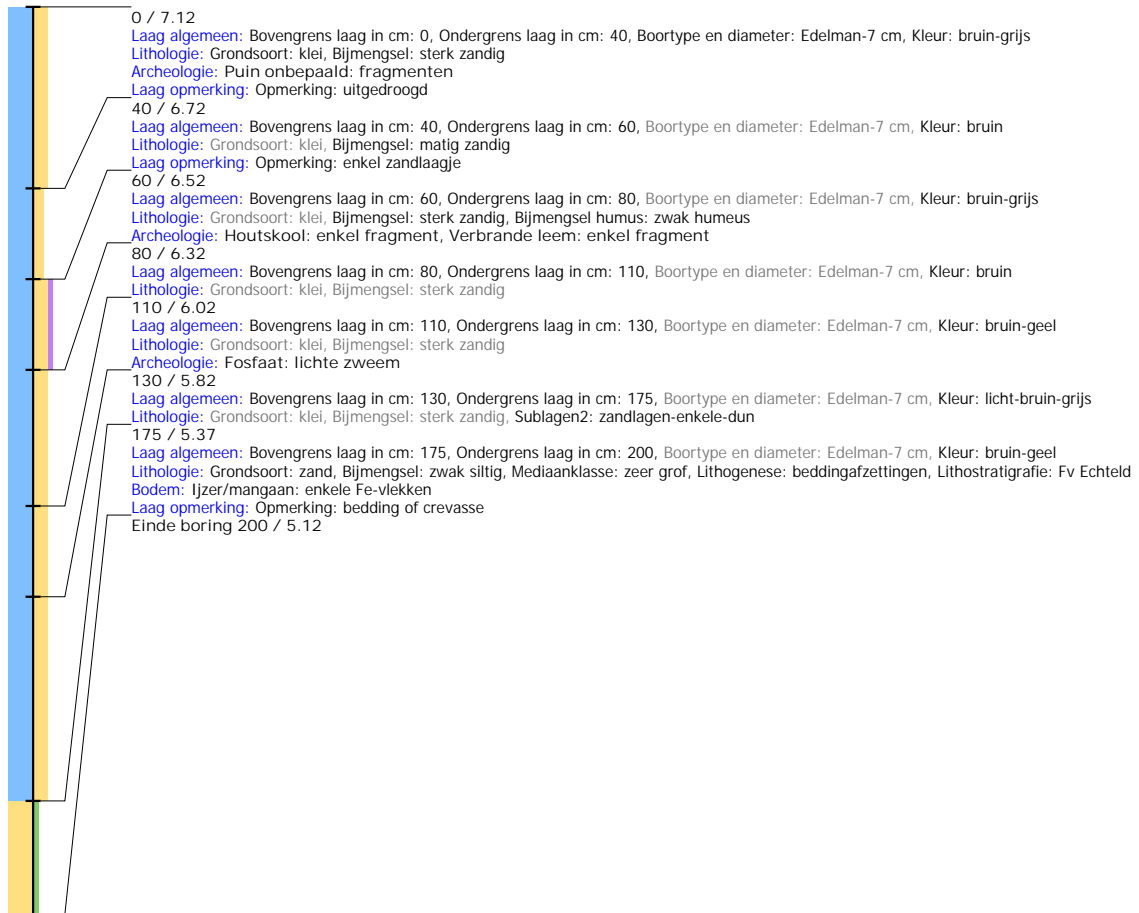 0 / 7.12
Laag algemeen: Bovengrens laag in cm: 0, Ondergrens laag in cm: 40, Boortype en diameter: Edelman-7 cm, Kleur: bruin-grijs
Lithologie: Grondsoort: klei, Bijmengsel: sterk zandig
Archeologie: Puin onbepaald: fragmenten
Laag opmerking: Opmerking: uitgedroogd
40 / 6.72
Laag algemeen: Bovengrens laag in cm: 40, Ondergrens laag in cm: 60, Boortype en diameter: Edelman-7 cm, Kleur: bruin
Lithologie: Grondsoort: klei, Bijmengsel: matig zandig
Laag opmerking: Opmerking: enkel zandlaagje
60 / 6.52
Laag algemeen: Bovengrens laag in cm: 60, Ondergrens laag in cm: 80, Boortype en diameter: Edelman-7 cm, Kleur: bruin-grijs
Lithologie: Grondsoort: klei, Bijmengsel: sterk zandig, Bijmengsel humus: zwak humeus
Archeologie: Houtskool: enkel fragment, Verbrande leem: enkel fragment
80 / 6.32
Laag algemeen: Bovengrens laag in cm: 80, Ondergrens laag in cm: 110, Boortype en diameter: Edelman-7 cm, Kleur: bruin
Lithologie: Grondsoort: klei, Bijmengsel: sterk zandig
110 / 6.02
Laag algemeen: Bovengrens laag in cm: 110, Ondergrens laag in cm: 130, Boortype en diameter: Edelman-7 cm, Kleur: bruin-geel
Lithologie: Grondsoort: klei, Bijmengsel: sterk zandig
Archeologie: Fosfaat: lichte zweem
130 / 5.82
Laag algemeen: Bovengrens laag in cm: 130, Ondergrens laag in cm: 175, Boortype en diameter: Edelman-7 cm, Kleur: licht-bruin-grijs
Lithologie: Grondsoort: klei, Bijmengsel: sterk zandig, Sublagen2: zandlagen-enkele-dun
175 / 5.37
Laag algemeen: Bovengrens laag in cm: 175, Ondergrens laag in cm: 200, Boortype en diameter: Edelman-7 cm, Kleur: bruin-geel
Lithologie: Grondsoort: zand, Bijmengsel: zwak siltig, Mediaanklasse: zeer grof, Lithogenese: beddingafzettingen, Lithostratigrafie: Fv Echteld
Bodem: Ijzer/mangaan: enkele Fe-vlekken
Laag opmerking: Opmerking: bedding of crevasse
Einde boring 200 / 5.12